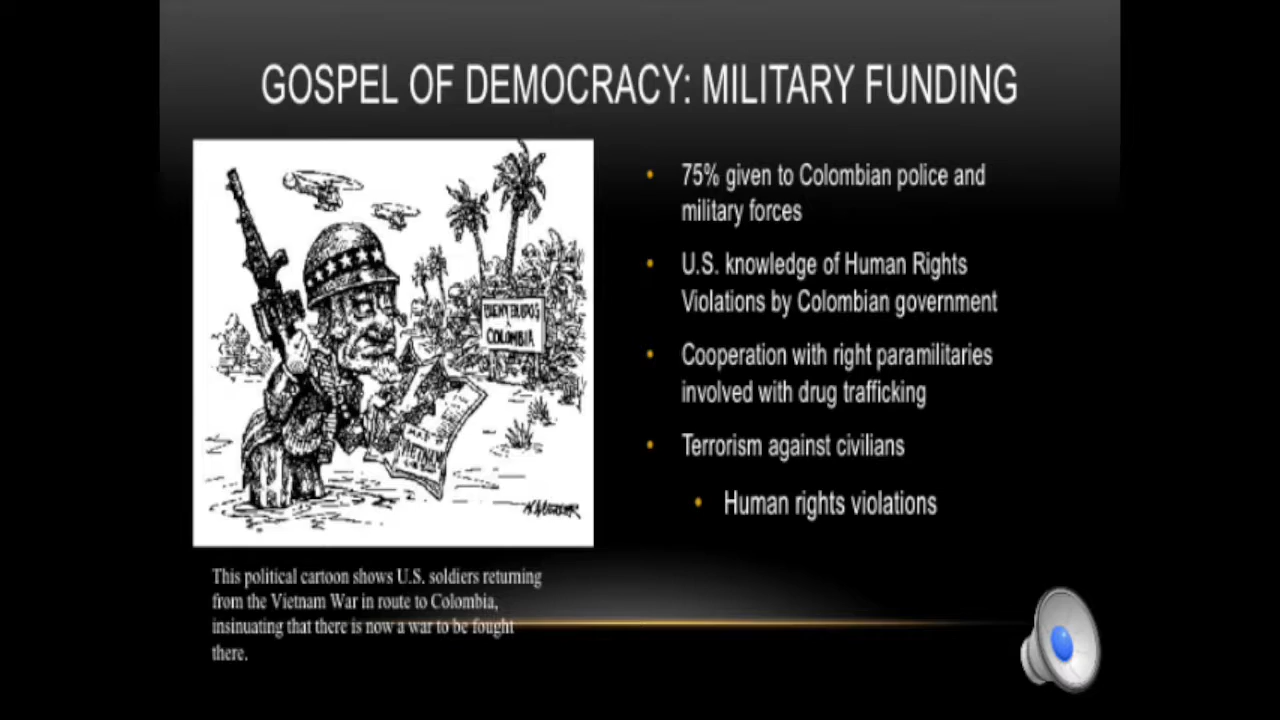 GOSPEL OF DEMOCRACY: MILITARY FUNDING
COLOMBIA
VIETNAM
• 75% given to Colombian police and
military forces
• U.S. knowledge of Human Rights
Violations by Colombian government
• Cooperation with right paramilitaries
involved with drug trafficking
• Terrorism against civilians
• Human rights violations
This political cartoon shows U.S. soldiers returning
from the Vietnam War in route to Colombia,
insinuating that there is now a war to be fought
there.